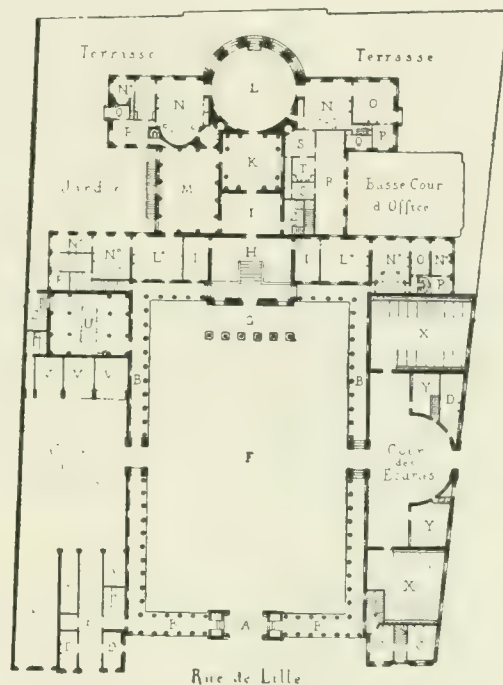 Terrasse Terrasse
L
N" N N O
Q P Q P
S
K T
M R
Jardin Basse Cour
d Office
I
H
N" N" L" I I L" N" O N"
P
G
U X
V V V B B Y D
F Cour
des
Ecuries
Y
X
B A B
Rue de Lille